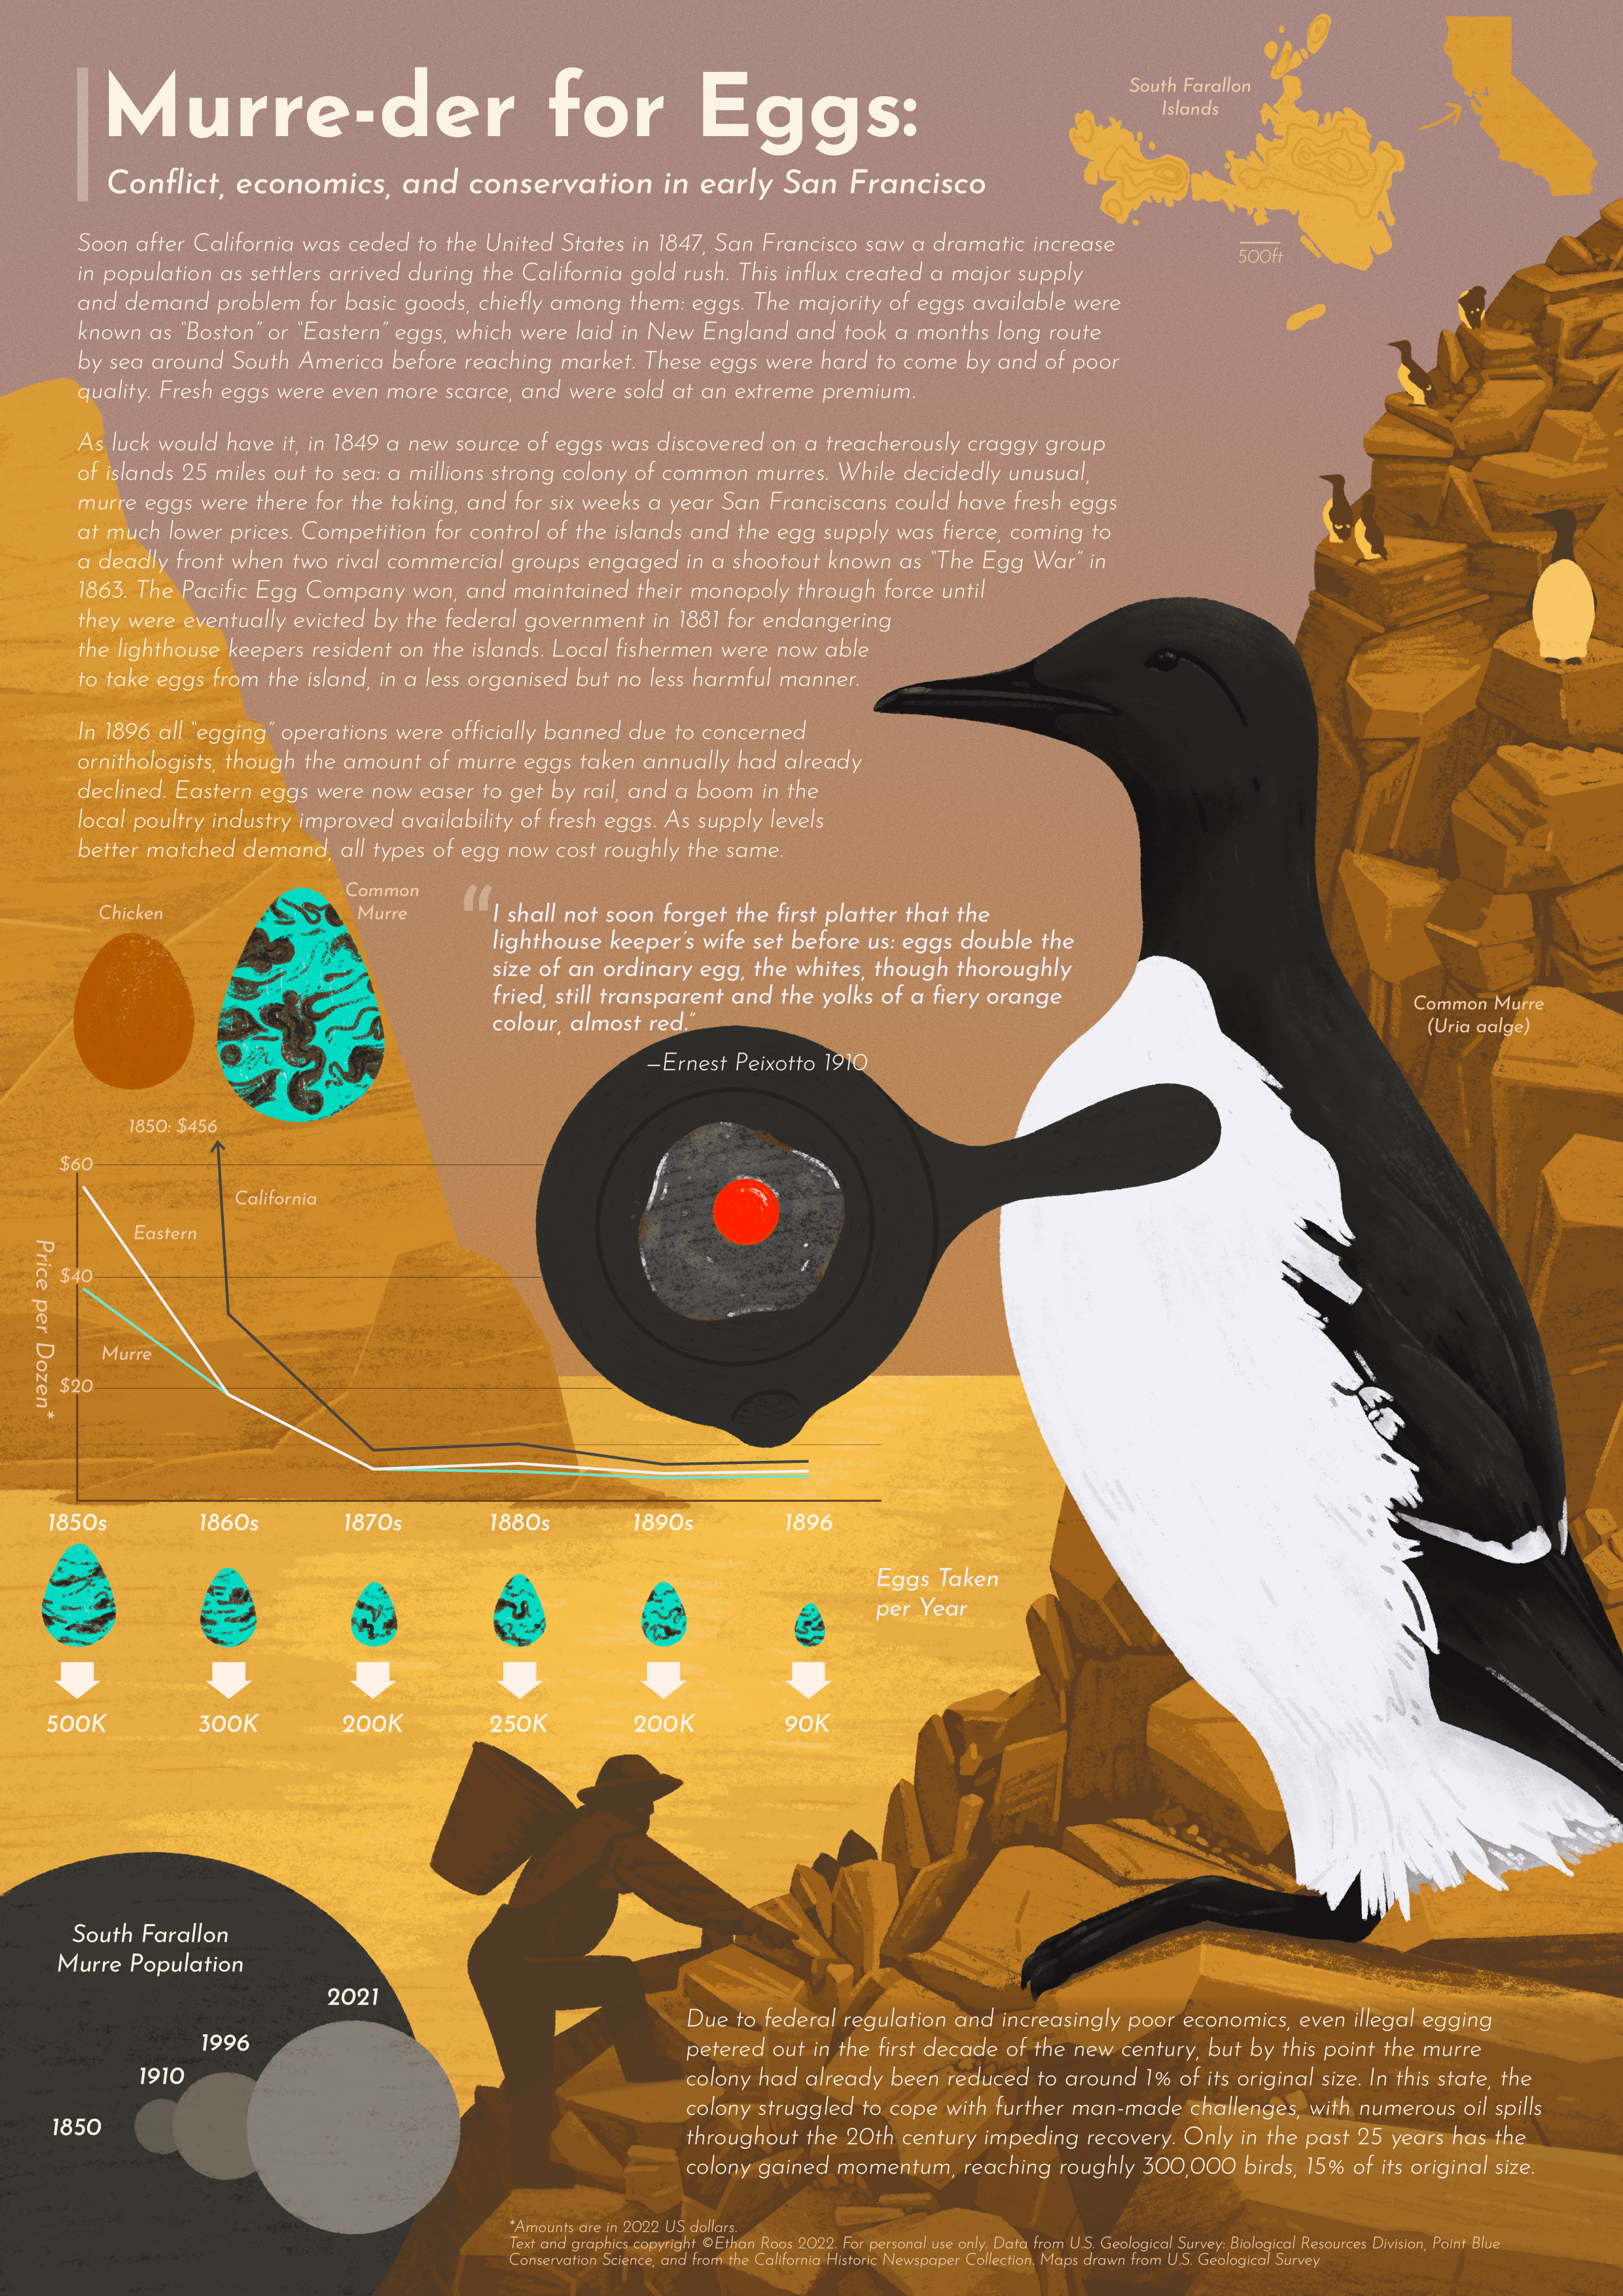 Murre-der for Eggs:
Conflict, economics, and conservation in early San Francisco
South Farallon
Islands
500ft
Soon after California was ceded to the United States in 1847, San Francisco saw a dramatic increase
in population as settlers arrived during the California gold rush. This influx created a major supply
and demand problem for basic goods, chiefly among them: eggs. The majority of eggs available were
known as “Boston” or “Eastern” eggs, which were laid in New England and took a months long route
by sea around South America before reaching market. These eggs were hard to come by and of poor
quality. Fresh eggs were even more scarce, and were sold at an extreme premium.
As luck would have it, in 1849 a new source of eggs was discovered on a treacherously craggy group
of islands 25 miles out to sea: a millions strong colony of common murres. While decidedly unusual,
murre eggs were there for the taking, and for six weeks a year San Franciscans could have fresh eggs
at much lower prices. Competition for control of the islands and the egg supply was fierce, coming to
a deadly front when two rival commercial groups engaged in a shootout known as “The Egg War” in
1863. The Pacific Egg Company won, and maintained their monopoly through force until
they were eventually evicted by the federal government in 1881 for endangering
the lighthouse keepers resident on the islands. Local fishermen were now able
to take eggs from the island, in a less organised but no less harmful manner.
In 1896 all “egging” operations were officially banned due to concerned
ornithologists, though the amount of murre eggs taken annually had already
declined. Eastern eggs were now easer to get by rail, and a boom in the
local poultry industry improved availability of fresh eggs. As supply levels
better matched demand, all types of egg now cost roughly the same.
Chicken
Common
Murre
“
I shall not soon forget the first platter that the
lighthouse keeper’s wife set before us: eggs double the
size of an ordinary egg, the whites, though thoroughly
fried, still transparent and the yolks of a fiery orange
colour, almost red.”
—Ernest Peixotto 1910
Common Murre
(Uria aalge)
1850: $456
$60
California
Eastern
$40
Murre
$20
Price per Dozen*
1850s 1860s 1870s 1880s 1890s 1896
Eggs Taken
per Year
500K 300K 200K 250K 200K 90K
South Farallon
Murre Population
2021
1996
1910
1850
Due to federal regulation and increasingly poor economics, even illegal egging
petered out in the first decade of the new century, but by this point the murre
colony had already been reduced to around 1% of its original size. In this state, the
colony struggled to cope with further man-made challenges, with numerous oil spills
throughout the 20th century impeding recovery. Only in the past 25 years has the
colony gained momentum, reaching roughly 300,000 birds, 15% of its original size.
*Amounts are in 2022 US dollars.
Text and graphics copyright ©Ethan Roos 2022. For personal use only. Data from U.S. Geological Survey: Biological Resources Division, Point Blue
Conservation Science, and from the California Historic Newspaper Collection. Maps drawn from U.S. Geological Survey